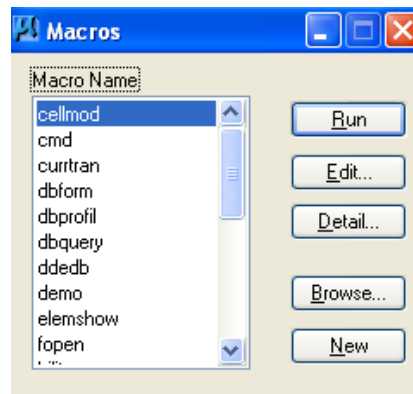 Macros
Macro Name
cellmod
cmd
currtran
dbform
dbprofil
dbquery
ddedb
demo
elemshow
fopen
Run
Edit...
Detail...
Browse...
New